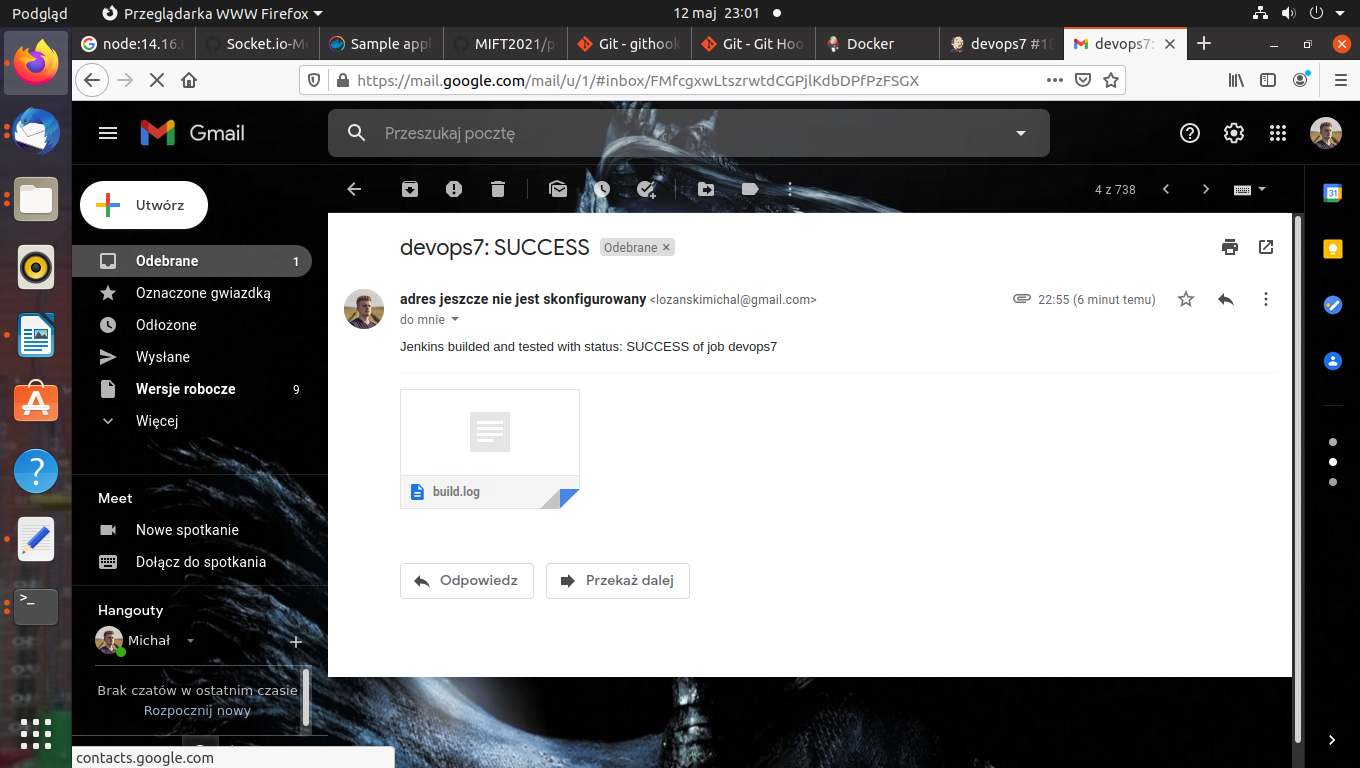 Podgląd
Przeglądarka WWW Firefox
12 maj 23:01
node:14.16.
Socket.io-M
Sample appl
MIFT2021/p
Git - githook
Git - Git Hoo
Docker
devops7 #18
devops7:
https://mail.google.com/mail/u/1/#inbox/FMfcgxwLtszrwtdCGPjlKdbDPfPzFSGX
Gmail
Przeszukaj pocztę
Utwórz
4 z 738
31
devops7: SUCCESS
Odebrane ×
Odebrane 1
Oznaczone gwiazdką
Odłożone
Wysłane
Wersje robocze 9
Więcej
adres jeszcze nie jest skonfigurowany <lozanskimichal@gmail.com>
22:55 (6 minut temu)
do mnie
Jenkins builded and tested with status: SUCCESS of job devops7
build.log
Meet
Nowe spotkanie
Dołącz do spotkania
Odpowiedz
Przekaż dalej
Hangouty
Michał
Brak czatów w ostatnim czasie
Rozpocznij nowy
contacts.google.com